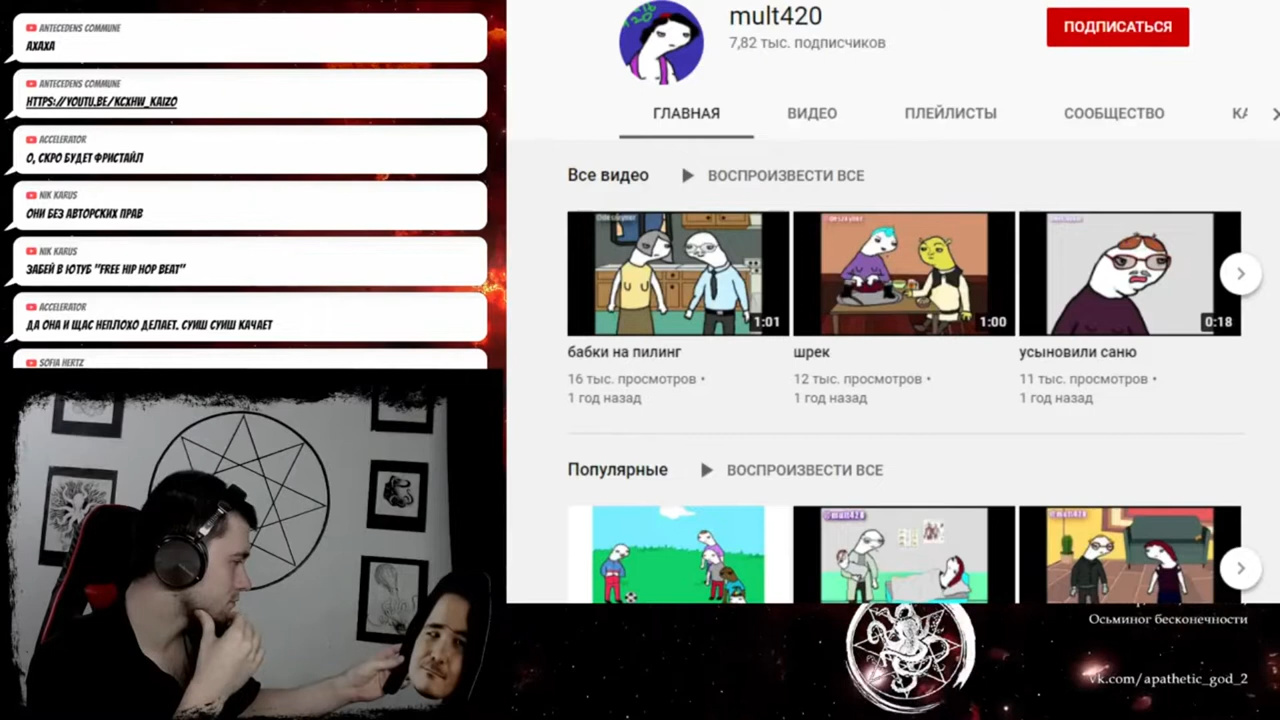 ANTECEDENS COMMUNE
АХАХА
ANTECEDENS COMMUNE
HTTPS://YOUTU.BE/KCXHW_KAIZO
ACCELERATOR
О, СКРО БУДЕТ ФРИСТАЙЛ
NIK KARUS
ОНИ БЕЗ АВТОРСКИХ ПРАВ
NIK KARUS
ЗАБЕЙ В ЮТУБ "FREE HIP HOP BEAT"
ACCELERATOR
ДА ОНА И ЩАС НЕПЛОХО ДЕЛАЕТ. СУИШ СУИШ КАЧАЕТ
SOFIA HERTZ
mult420
7,82 тыс. подписчиков
ПОДПИСАТЬСЯ
ГЛАВНАЯ ВИДЕО ПЛЕЙЛИСТЫ СООБЩЕСТВО КА
Все видео ВОСПРОИЗВЕСТИ ВСЕ
1:01 1:00 0:18
бабки на пилинг шрек усыновили саню
16 тыс. просмотров • 12 тыс. просмотров • 11 тыс. просмотров •
1 год назад 1 год назад 1 год назад
Популярные ВОСПРОИЗВЕСТИ ВСЕ
@mult420 @mult420
Осьминог бесконечности
vk.com/apathetic_god_2